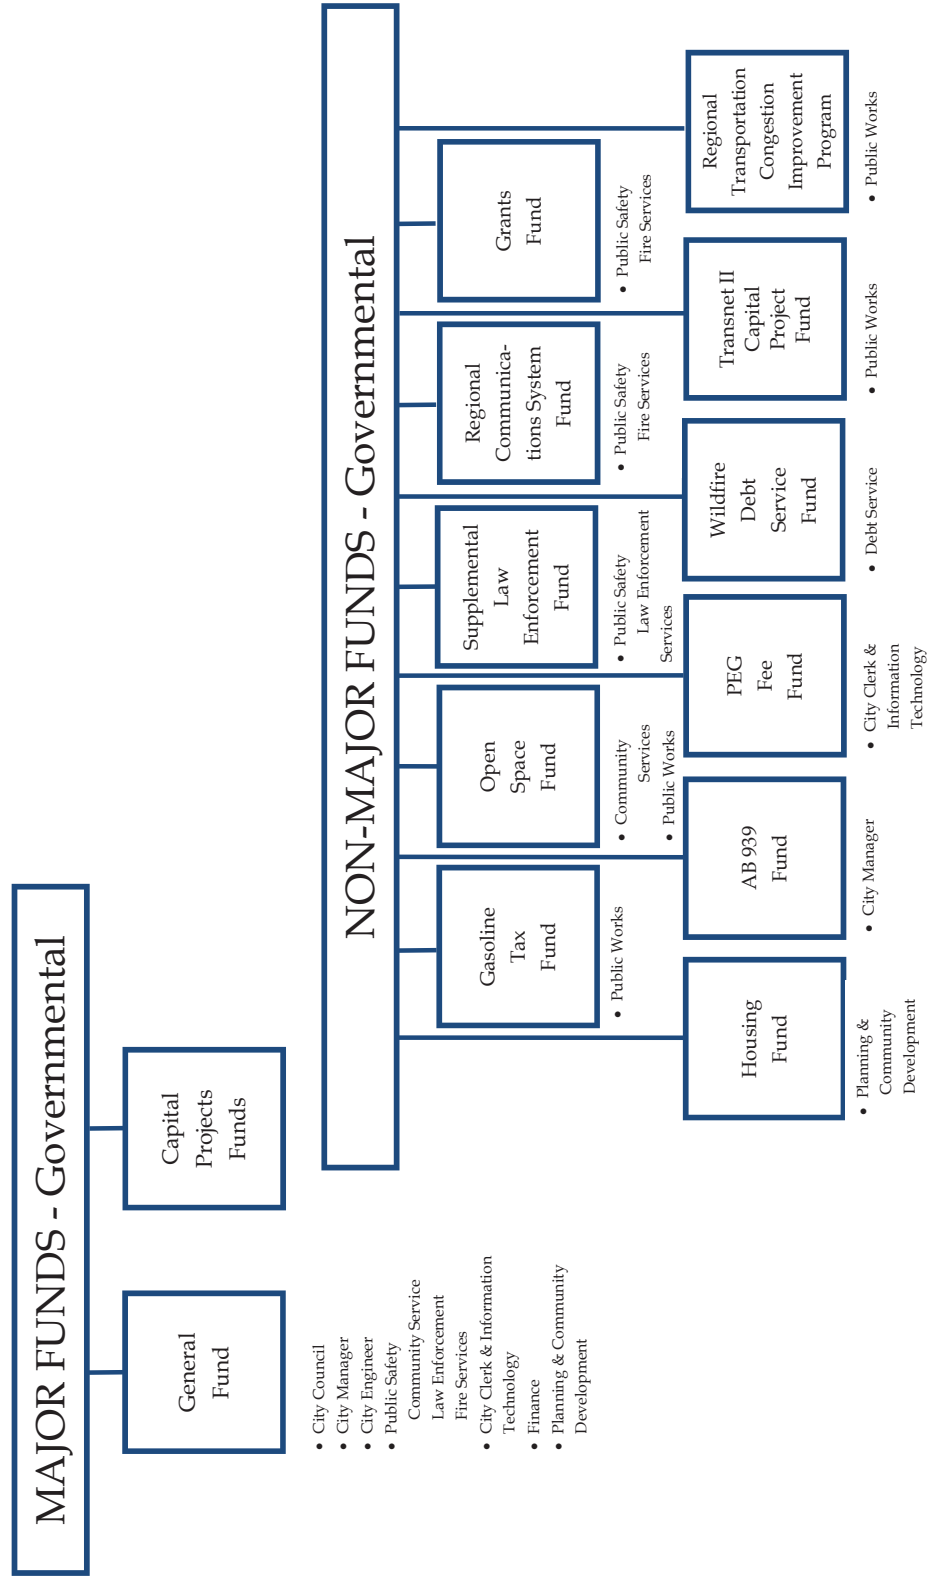 MAJOR FUNDS - Governmental
General
Fund
• City Council
• City Manager
• City Engineer
• Public Safety
Community Service
Law Enforcement
Fire Services
• City Clerk & Information
Technology
• Finance
• Planning & Community
Development
Capital
Projects
Funds
NON-MAJOR FUNDS - Governmental
Gasoline
Tax
Fund
• Public Works
Open
Space
Fund
• Community
Services
• Public Works
Supplemental
Law
Enforcement
Fund
• Public Safety
Law Enforcement
Services
Regional
Communica-
tions System
Fund
• Public Safety
Fire Services
Grants
Fund
• Public Safety
Fire Services
Housing
Fund
• Planning &
Community
Development
AB 939
Fund
• City Manager
PEG
Fee
Fund
• City Clerk &
Information
Technology
Wildfire
Debt
Service
Fund
• Debt Service
Transnet II
Capital
Project
Fund
• Public Works
Regional
Transportation
Congestion
Improvement
Program
• Public Works